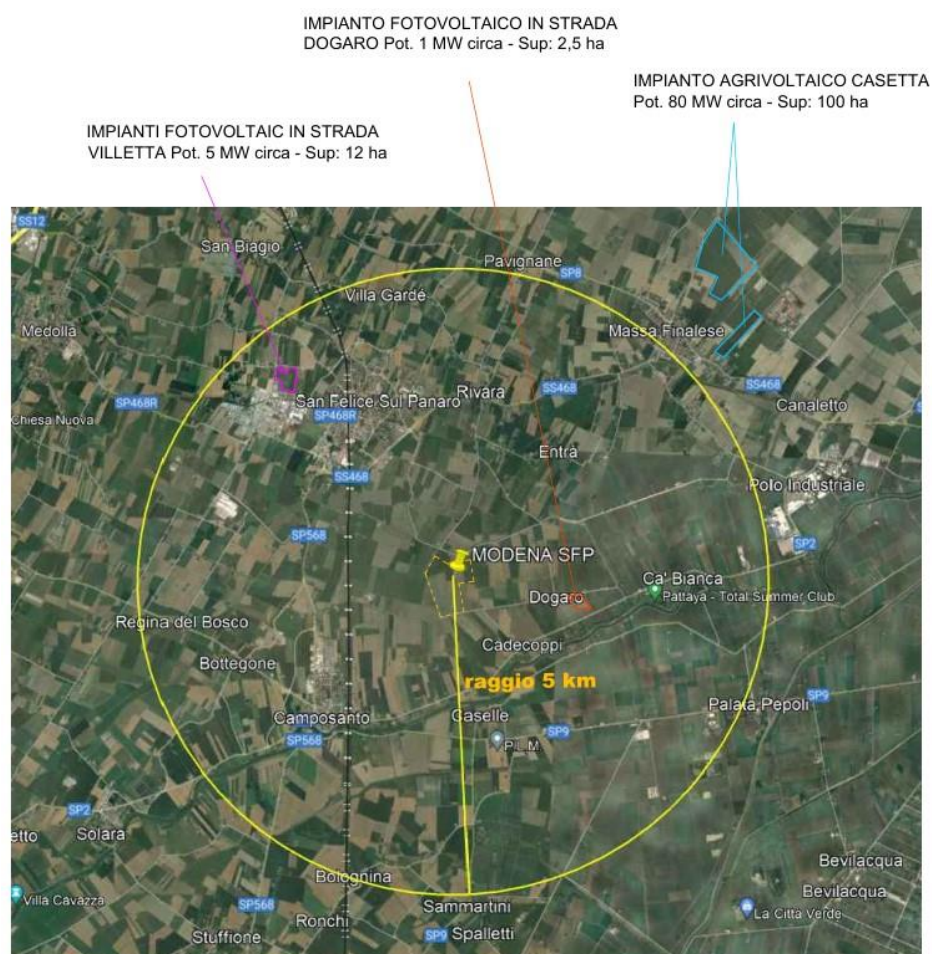 IMPIANTO FOTOVOLTAICO IN STRADA
DOGARO Pot. 1 MW circa - Sup: 2,5 ha
IMPIANTO AGRIVOLTAICO CASETTA
Pot. 80 MW circa - Sup: 100 ha
IMPIANTI FOTOVOLTAIC IN STRADA
VILLETTA Pot. 5 MW circa - Sup: 12 ha
SS12
San Biagio
Pavignane
SP8
Villa Gardé
Medolla
Massa Finalese
SS468
Rivara
SS468
San Felice Sul Panaro
SP468R
SP468R
Canaletto
Chiesa Nuova
Entrà
SS468
Polo Industriale
SP568
SP2
MODENA SFP
Ca' Bianca
Dogaro
Pattaya - Total Summer Club
Regina del Bosco
Cadecoppi
Bottegone
raggio 5 km
SP9
Palata Pepoli
Caselle
Camposanto
SP9
SP568
P.L.M.
SP2
etto
Solara
Bevilacqua
Bolognina
Bevilacqua
Villa Cavazza
SP568
Sammartini
La Città Verde
Ronchi
Stuffione
SP9
Spalletti